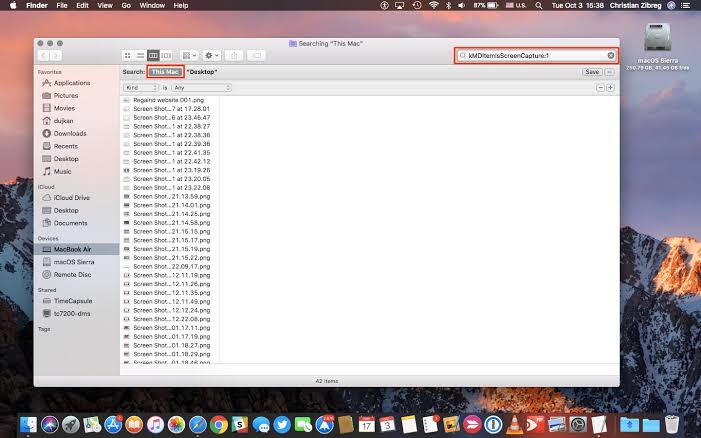 Finder File Edit View Go Window Help 87% U.S. Tue Oct 3 15:38 Christian Zibreg
Searching "This Mac"
kMDItemIsScreenCapture:1
Search: This Mac "Desktop" Save
Kind is Any
Favorites
Applications
Pictures
Movies
dujkan
Downloads
Recents
Desktop
Music
iCloud
iCloud Drive
Desktop
Documents
Devices
MacBook Air
macOS Sierra
Remote Disc
Shared
TimeCapsule
tc7200-dms
Tags
Regaind website 001.png
Screen Shot...7 at 17.28.01
Screen Shot...6 at 23.46.47
Screen Shot...1 at 22.38.27
Screen Shot...1 at 22.38.36
Screen Shot...1 at 22.39.36
Screen Shot...1 at 22.41.35
Screen Shot...1 at 22.42.12
Screen Shot...1 at 23.19.26
Screen Shot...1 at 23.20.05
Screen Shot...1 at 23.22.08
Screen Shot...21.13.59.png
Screen Shot...21.14.01.png
Screen Shot...21.14.25.png
Screen Shot...21.14.58.png
Screen Shot...21.15.15.png
Screen Shot...21.15.17.png
Screen Shot...21.15.19.png
Screen Shot...21.15.22.png
Screen Shot...22.09.17.png
Screen Shot...12.11.19.png
Screen Shot...12.11.26.png
Screen Shot...12.11.35.png
Screen Shot...12.11.49.png
Screen Shot...12.12.24.png
Screen Shot...12.22.08.png
Screen Shot...01.17.11.png
Screen Shot...01.17.19.png
Screen Shot...01.18.27.png
Screen Shot...01.18.29.png
Screen Shot...01.18.46.png
42 items
macOS Sierra
17
3